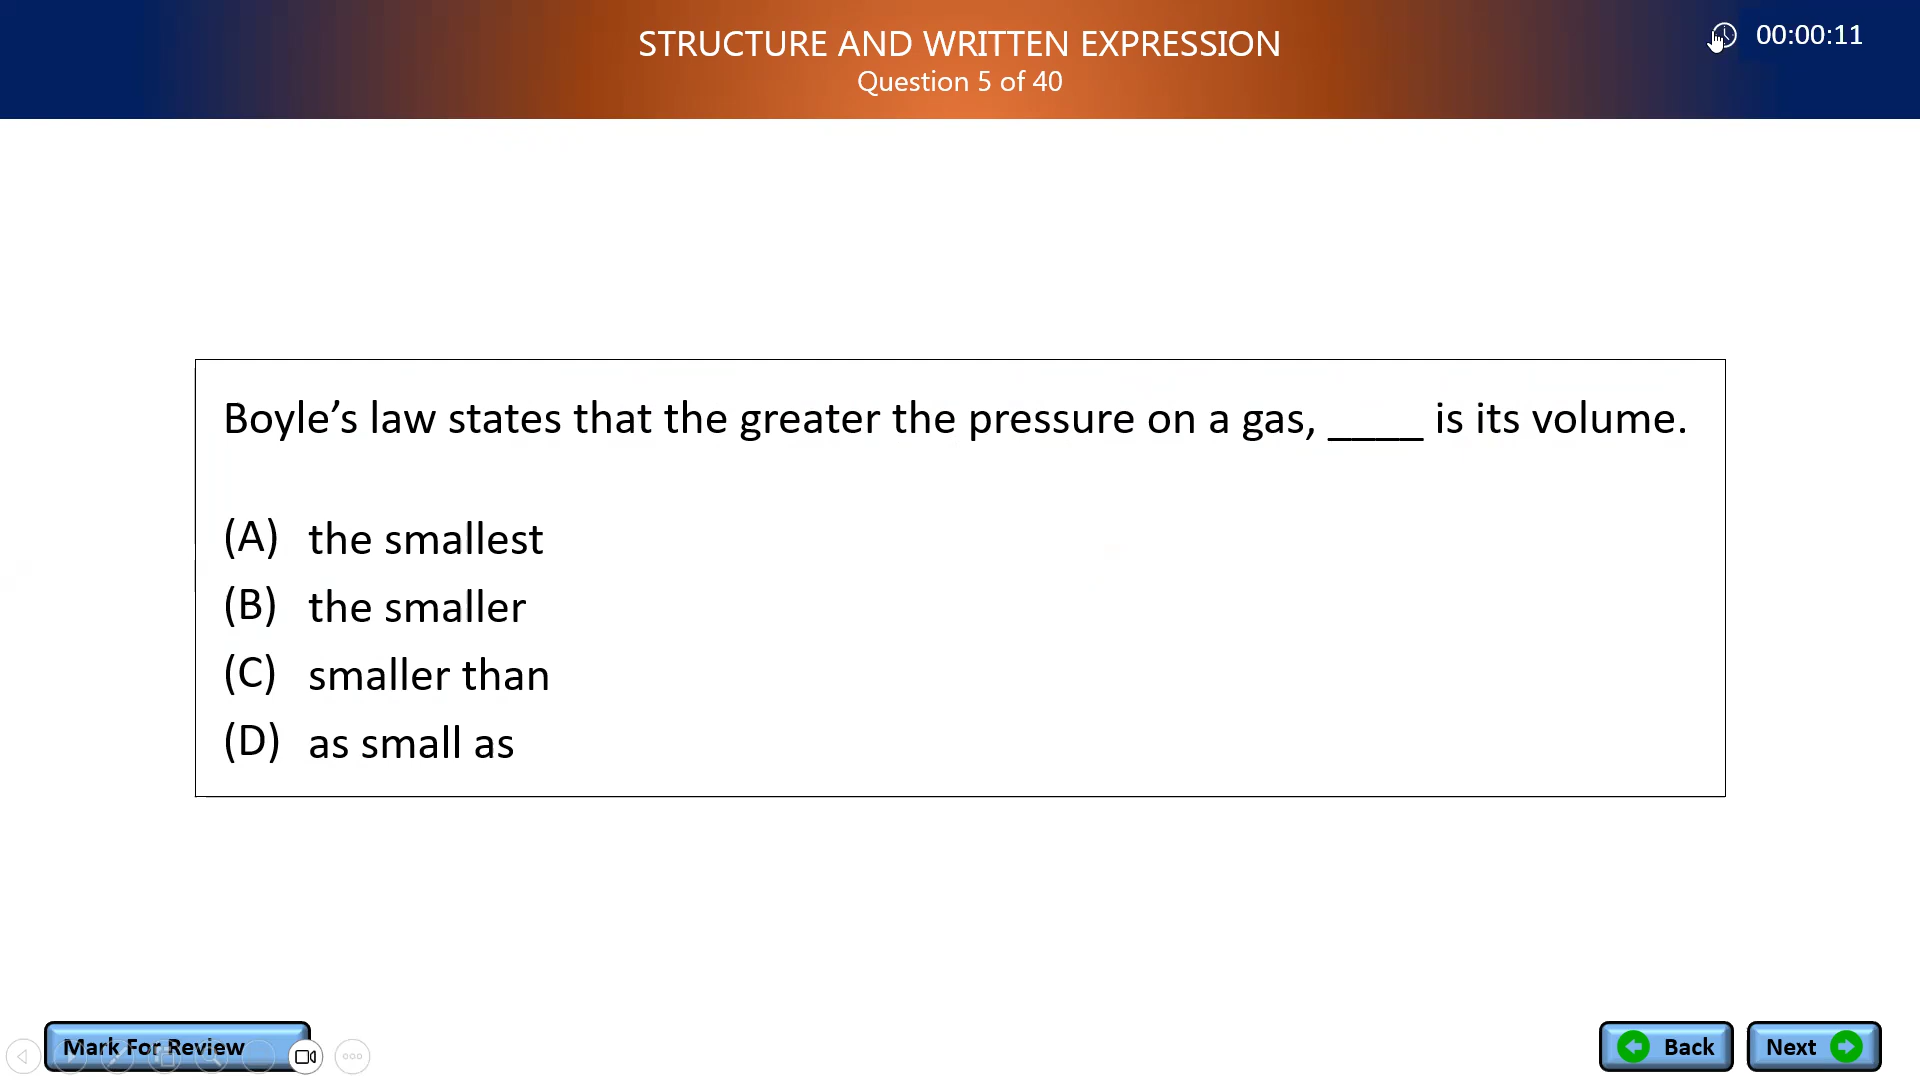 STRUCTURE AND WRITTEN EXPRESSION
00:00:11
Question 5 of 40
Boyle’s law states that the greater the pressure on a gas, ____ is its volume.
(A) the smallest
(B) the smaller
(C) smaller than
(D) as small as
Mark For Review
Back
Next